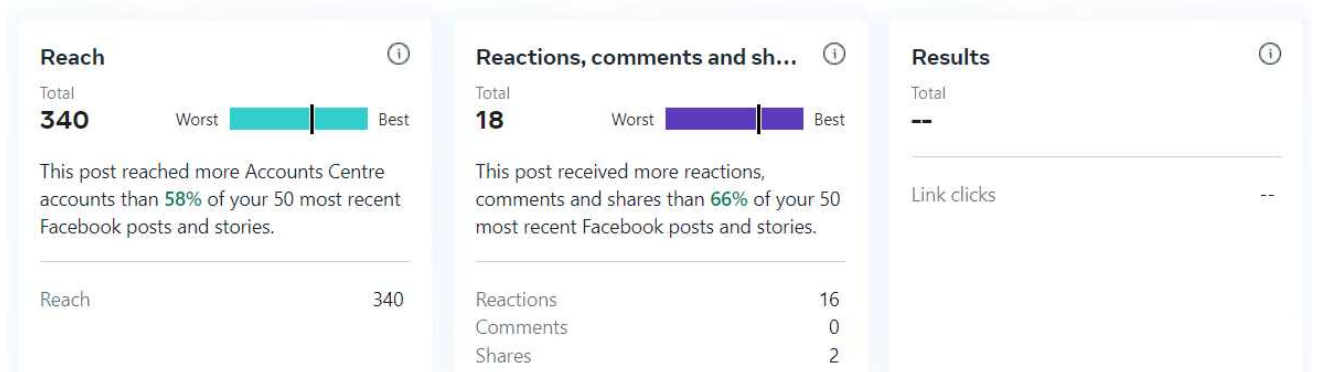 Reach
Total
340
Worst
Best
This post reached more Accounts Centre
accounts than 58% of your 50 most recent
Facebook posts and stories.
Reach 340
Reactions, comments and sh...
Total
18
Worst
Best
This post received more reactions,
comments and shares than 66% of your 50
most recent Facebook posts and stories.
Reactions 16
Comments 0
Shares 2
Results
Total
--
Link clicks --